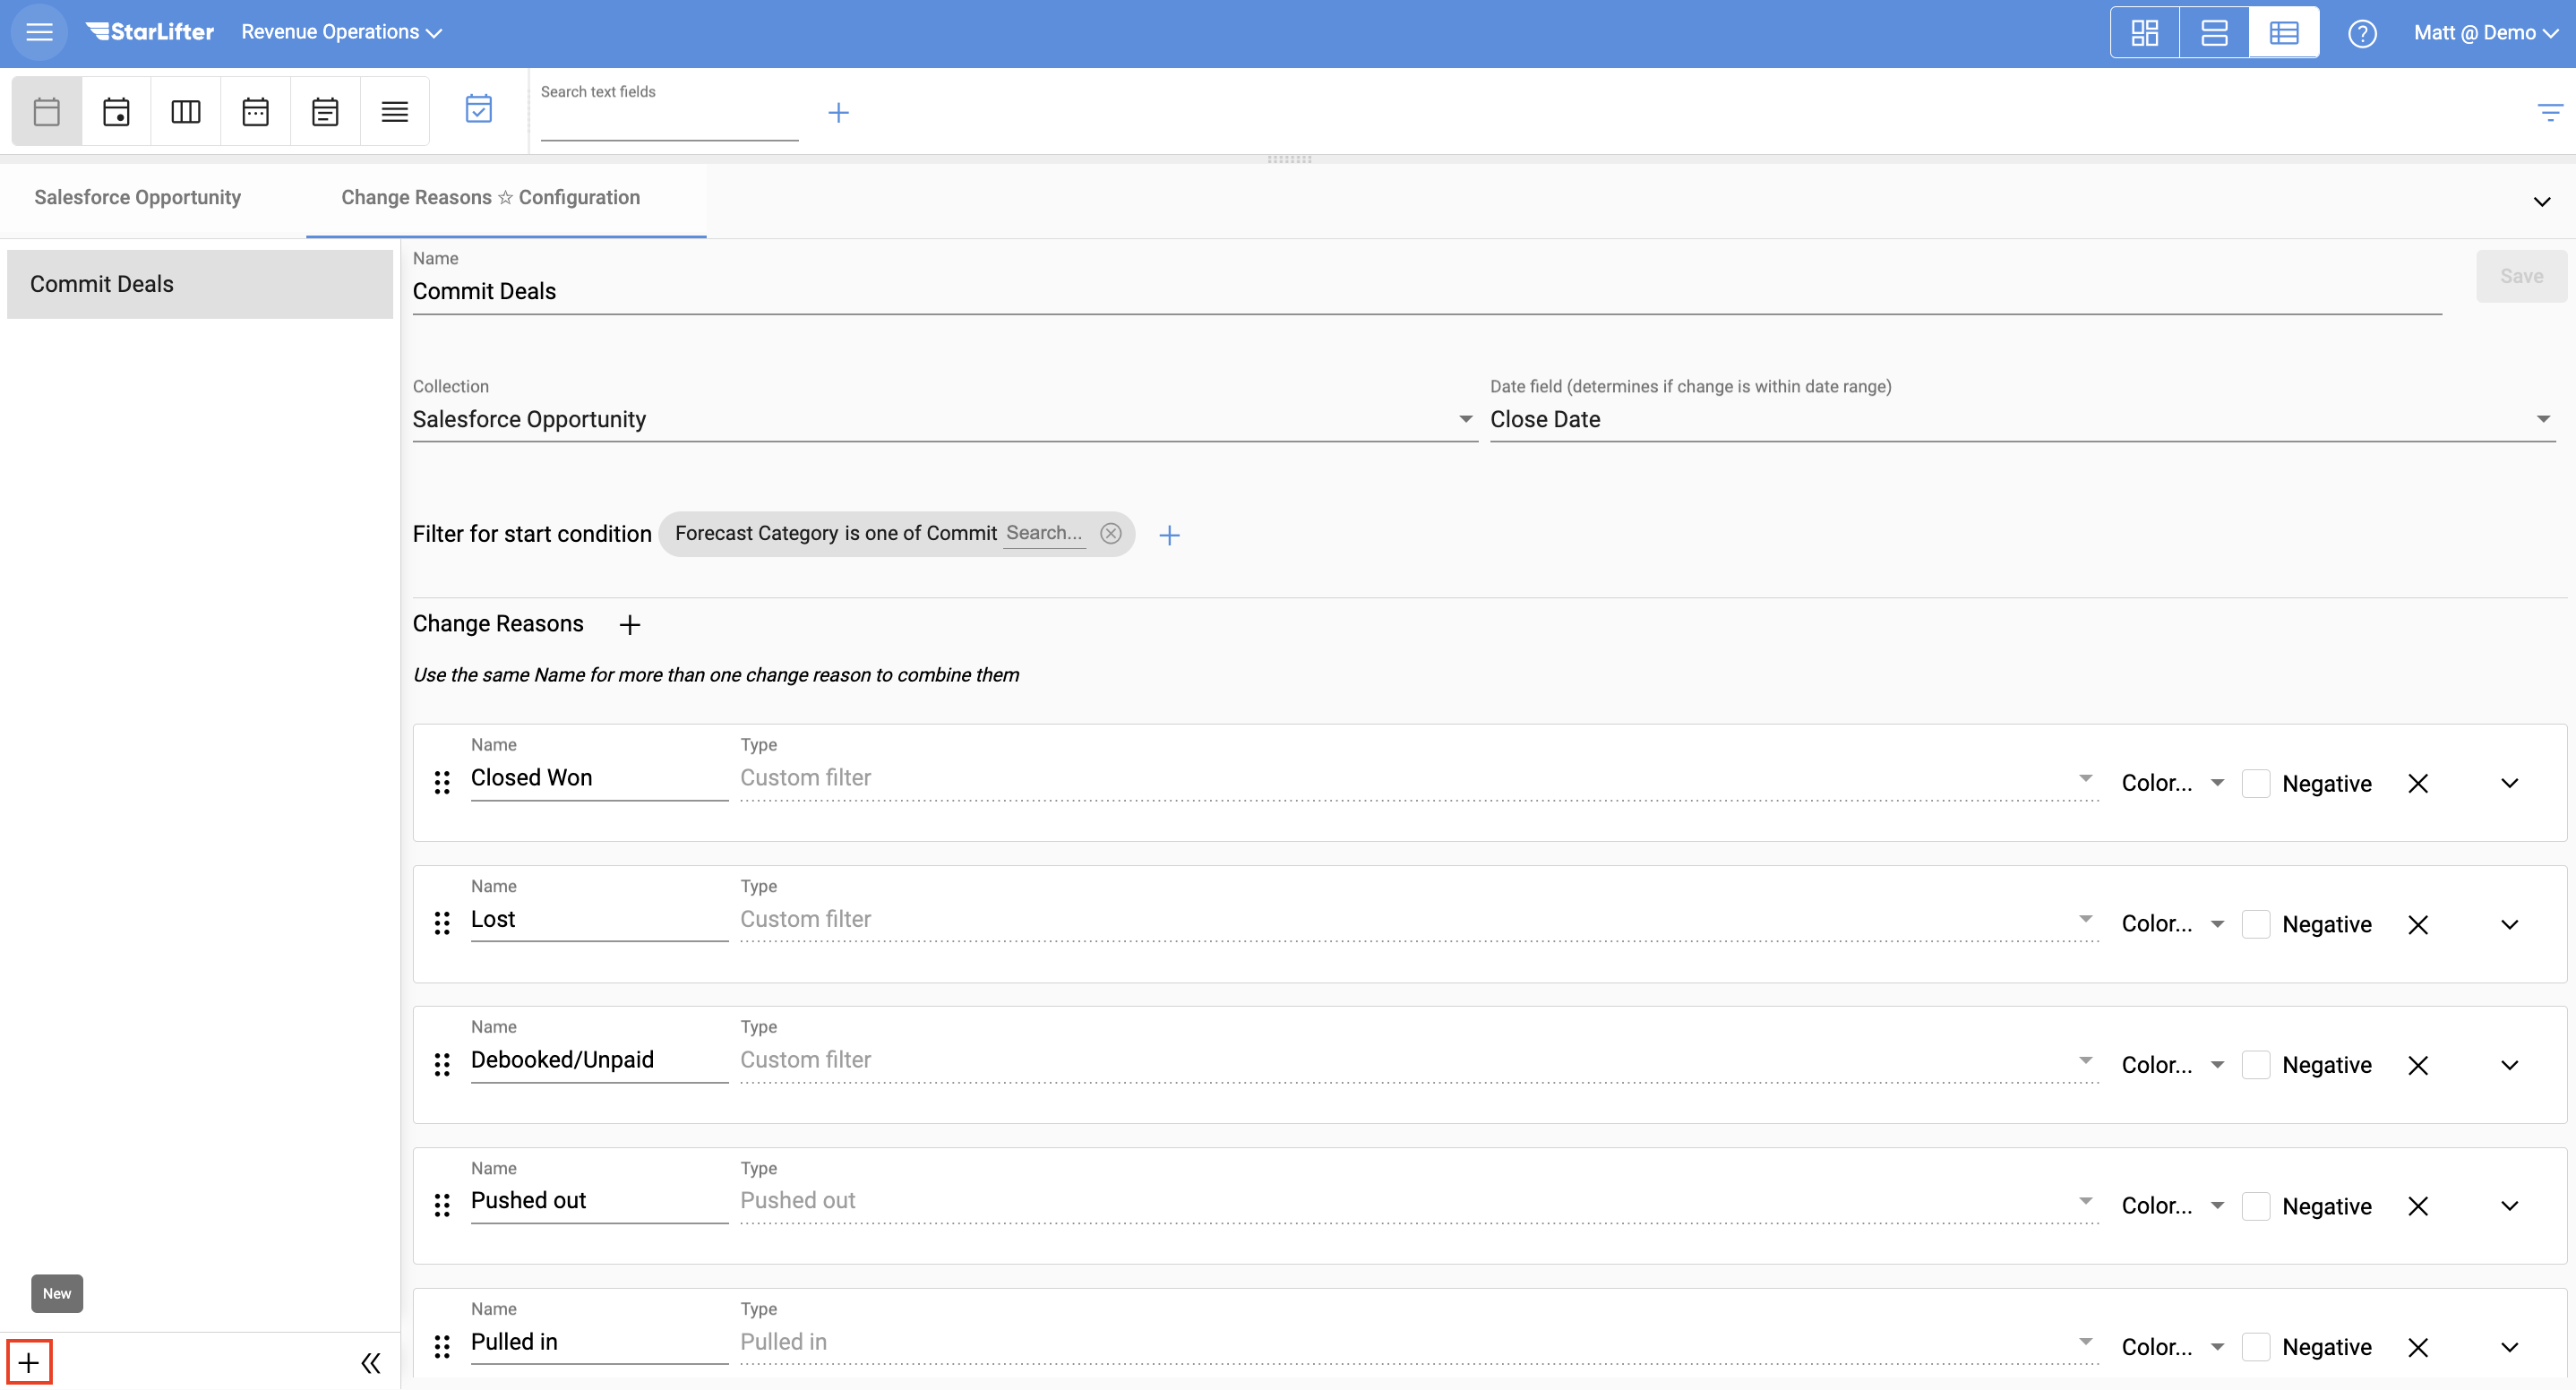 StarLifter Revenue Operations Matt @ Demo
Search text fields
Salesforce Opportunity Change Reasons ☆ Configuration
Commit Deals
Name
Commit Deals
Save
Collection Date field (determines if change is within date range)
Salesforce Opportunity Close Date
Filter for start condition Forecast Category is one of Commit Search...
Change Reasons
Use the same Name for more than one change reason to combine them
Name Type
Closed Won Custom filter Color... Negative
Name Type
Lost Custom filter Color... Negative
Name Type
Debooked/Unpaid Custom filter Color... Negative
Name Type
Pushed out Pushed out Color... Negative
Name Type
Pulled in Pulled in Color... Negative
New